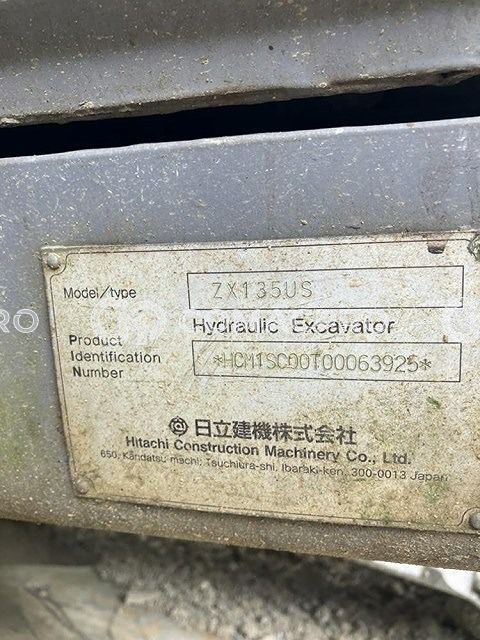 Model/type ZX135US
Hydraulic Excavator
Product
Identification
Number *HCM1SC00T00063925*
日立建機株式会社
Hitachi Construction Machinery Co., Ltd.
650, Kandatsu-machi, Tsuchiura-shi, Ibaraki-ken, 300-0013 Japan